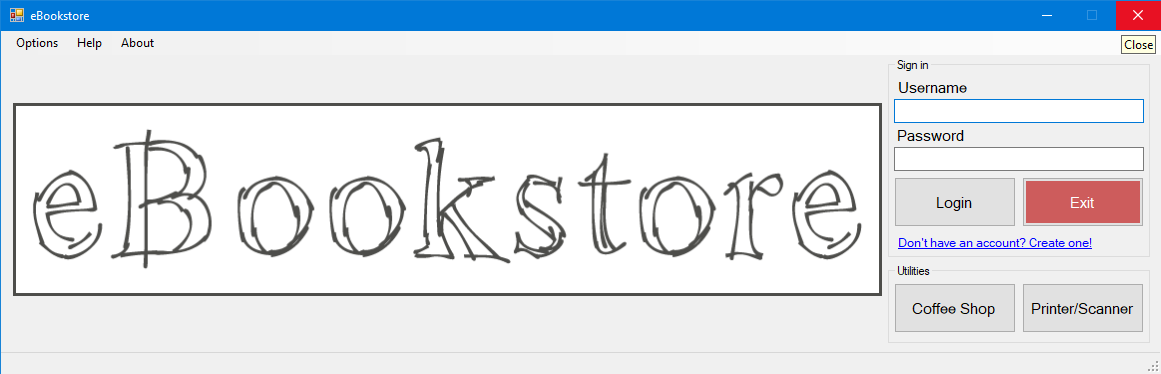 eBookstore
Options Help About
Close
Sign in
Username
eBookstore
Password
Login Exit
Don't have an account? Create one!
Utilities
Coffee Shop Printer/Scanner